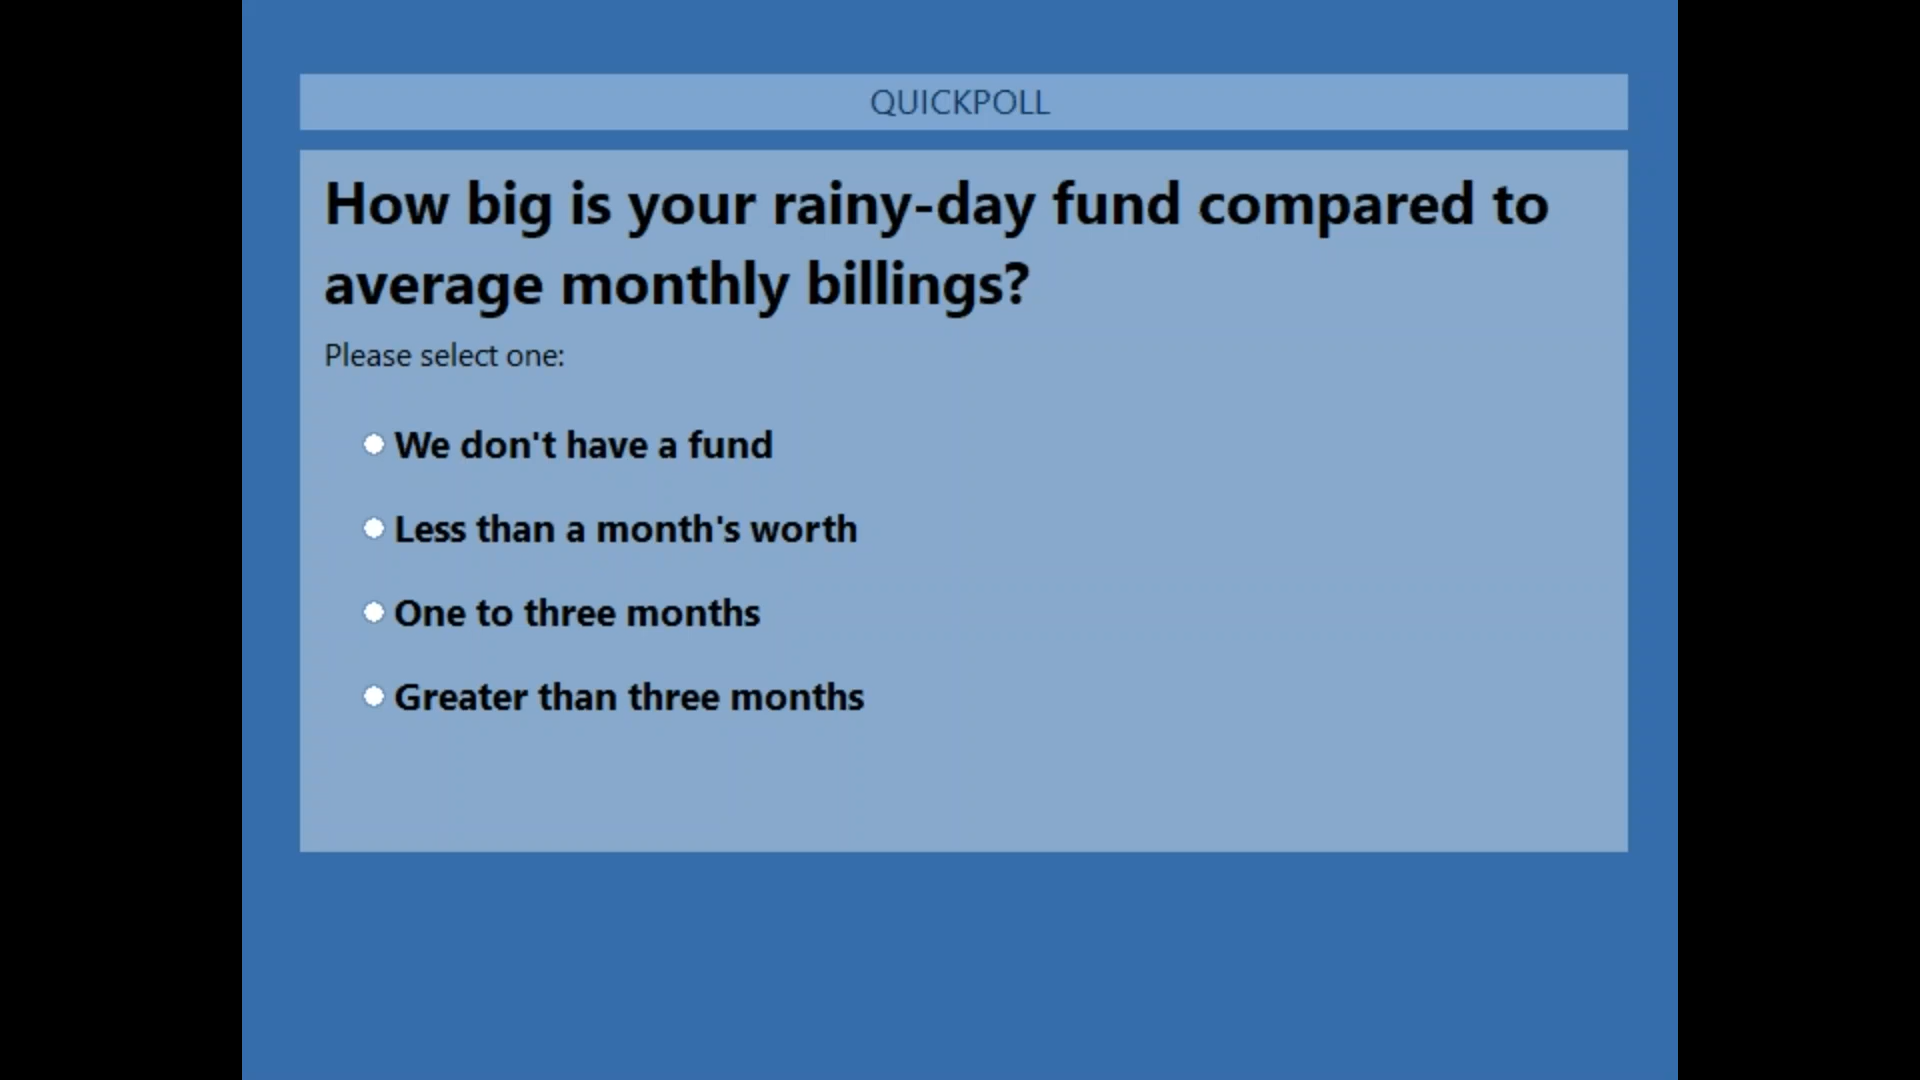 QUICKPOLL
How big is your rainy-day fund compared to
average monthly billings?
Please select one:
We don't have a fund
Less than a month's worth
One to three months
Greater than three months